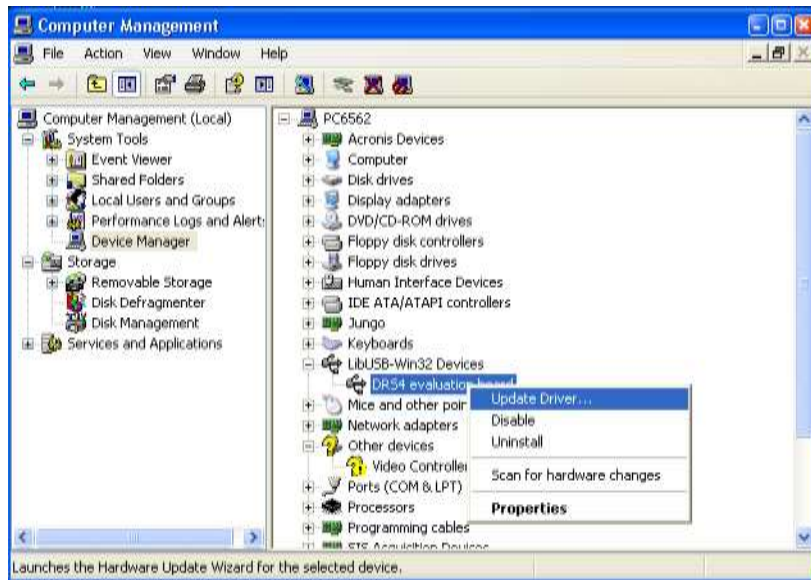 Computer Management
File Action View Window Help
Computer Management (Local)
System Tools
Event Viewer
Shared Folders
Local Users and Groups
Performance Logs and Alert
Device Manager
Storage
Removable Storage
Disk Defragmenter
Disk Management
Services and Applications
PC6562
Acronis Devices
Computer
Disk drives
Display adapters
DVD/CD-ROM drives
Floppy disk controllers
Floppy disk drives
Human Interface Devices
IDE ATA/ATAPI controllers
Jungo
Keyboards
LibUSB-Win32 Devices
DRS4 evaluation board
Mice and other poin
Network adapters
Other devices
Video Controlle
Ports (COM & LPT)
Processors
Programming cables
Update Driver...
Disable
Uninstall
Scan for hardware changes
Properties
Launches the Hardware Update Wizard for the selected device.